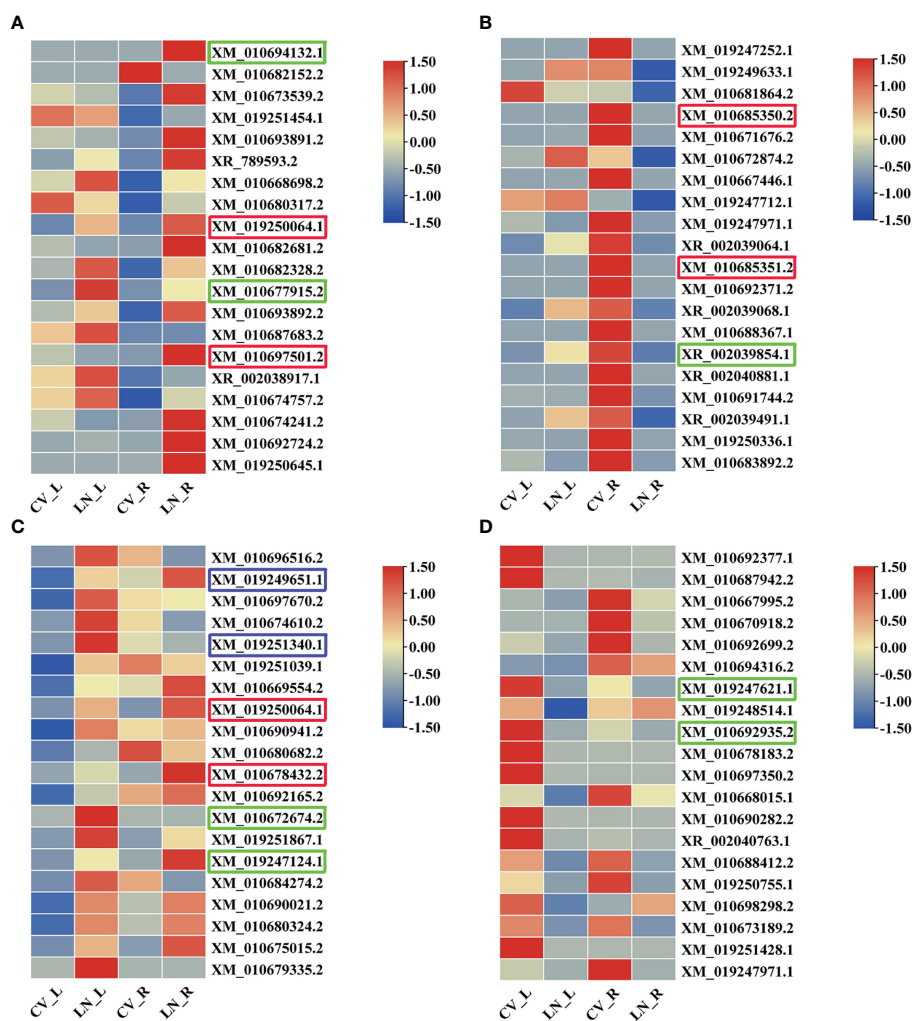 A
XM_010694132.1
XM_010682152.2
XM_010673539.2
XM_019251454.1
XM_010693891.2
XR_789593.2
XM_010668698.2
XM_010680317.2
XM_019250064.1
XM_010682681.2
XM_010682328.2
XM_010677915.2
XM_010693892.2
XM_010687683.2
XM_010697501.2
XR_002038917.1
XM_010674757.2
XM_010674241.2
XM_010692724.2
XM_019250645.1
CV_L LN_L CV_R LN_R
1.50
1.00
0.50
0.00
-0.50
-1.00
-1.50
B
XM_019247252.1
XM_019249633.1
XM_010681864.2
XM_010685350.2
XM_010671676.2
XM_010672874.2
XM_010667446.1
XM_019247712.1
XM_019247971.1
XR_002039064.1
XM_010685351.2
XM_010692371.2
XR_002039068.1
XM_010688367.1
XR_002039854.1
XR_002040881.1
XM_010691744.2
XR_002039491.1
XM_019250336.1
XM_010683892.2
CV_L LN_L CV_R LN_R
1.50
1.00
0.50
0.00
-0.50
-1.00
-1.50
C
XM_010696516.2
XM_019249651.1
XM_010697670.2
XM_010674610.2
XM_019251340.1
XM_019251039.1
XM_010669554.2
XM_019250064.1
XM_010690941.2
XM_010680682.2
XM_010678432.2
XM_010692165.2
XM_010672674.2
XM_019251867.1
XM_019247124.1
XM_010684274.2
XM_010690021.2
XM_010680324.2
XM_010675015.2
XM_010679335.2
CV_L LN_L CV_R LN_R
1.50
1.00
0.50
0.00
-0.50
-1.00
-1.50
D
XM_010692377.1
XM_010687942.2
XM_010667995.2
XM_010670918.2
XM_010692699.2
XM_010694316.2
XM_019247621.1
XM_019248514.1
XM_010692935.2
XM_010678183.2
XM_010697350.2
XM_010668015.1
XM_010690282.2
XR_002040763.1
XM_010688412.2
XM_019250755.1
XM_010698298.2
XM_010673189.2
XM_019251428.1
XM_019247971.1
CV_L LN_L CV_R LN_R
1.50
1.00
0.50
0.00
-0.50
-1.00
-1.50